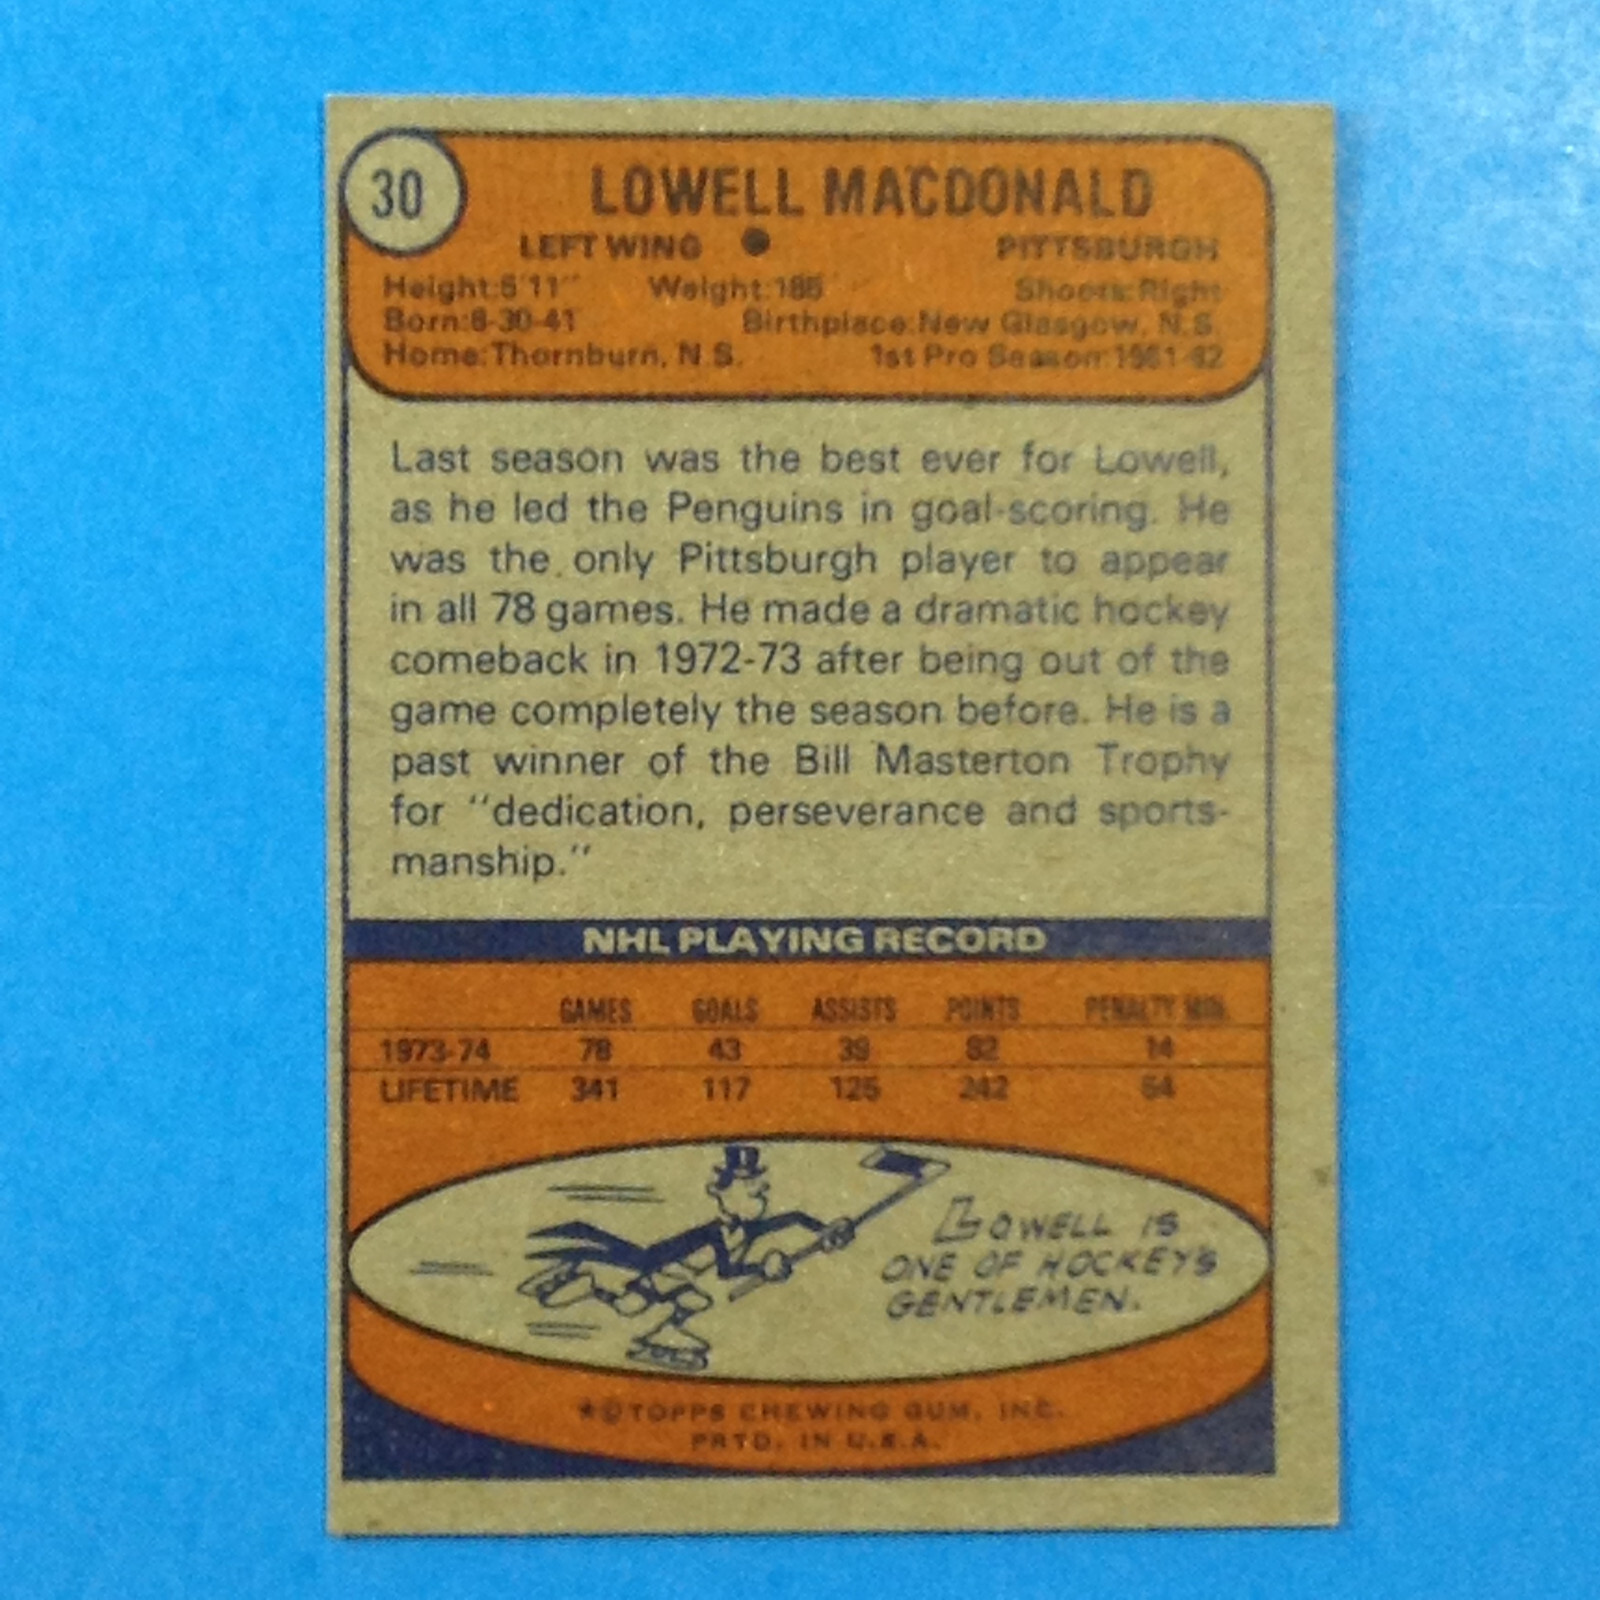 30
LOWELL MACDONALD
LEFT WING ● PITTSBURGH
Height: 5'11" Weight: 185 Shoots: Right
Born: 8-30-41 Birthplace: New Glasgow, N.S.
Home: Thornburn, N.S. 1st Pro Season: 1961-62
Last season was the best ever for Lowell,
as he led the Penguins in goal-scoring. He
was the only Pittsburgh player to appear
in all 78 games. He made a dramatic hockey
comeback in 1972-73 after being out of the
game completely the season before. He is a
past winner of the Bill Masterton Trophy
for "dedication, perseverance and sports-
manship."
NHL PLAYING RECORD
GAMES GOALS ASSISTS POINTS PENALTY MIN.
1973-74 78 43 39 82 14
LIFETIME 341 117 125 242 64
LOWELL IS
ONE OF HOCKEY'S
GENTLEMEN.
★©TOPPS CHEWING GUM, INC.
PRTD. IN U.S.A.